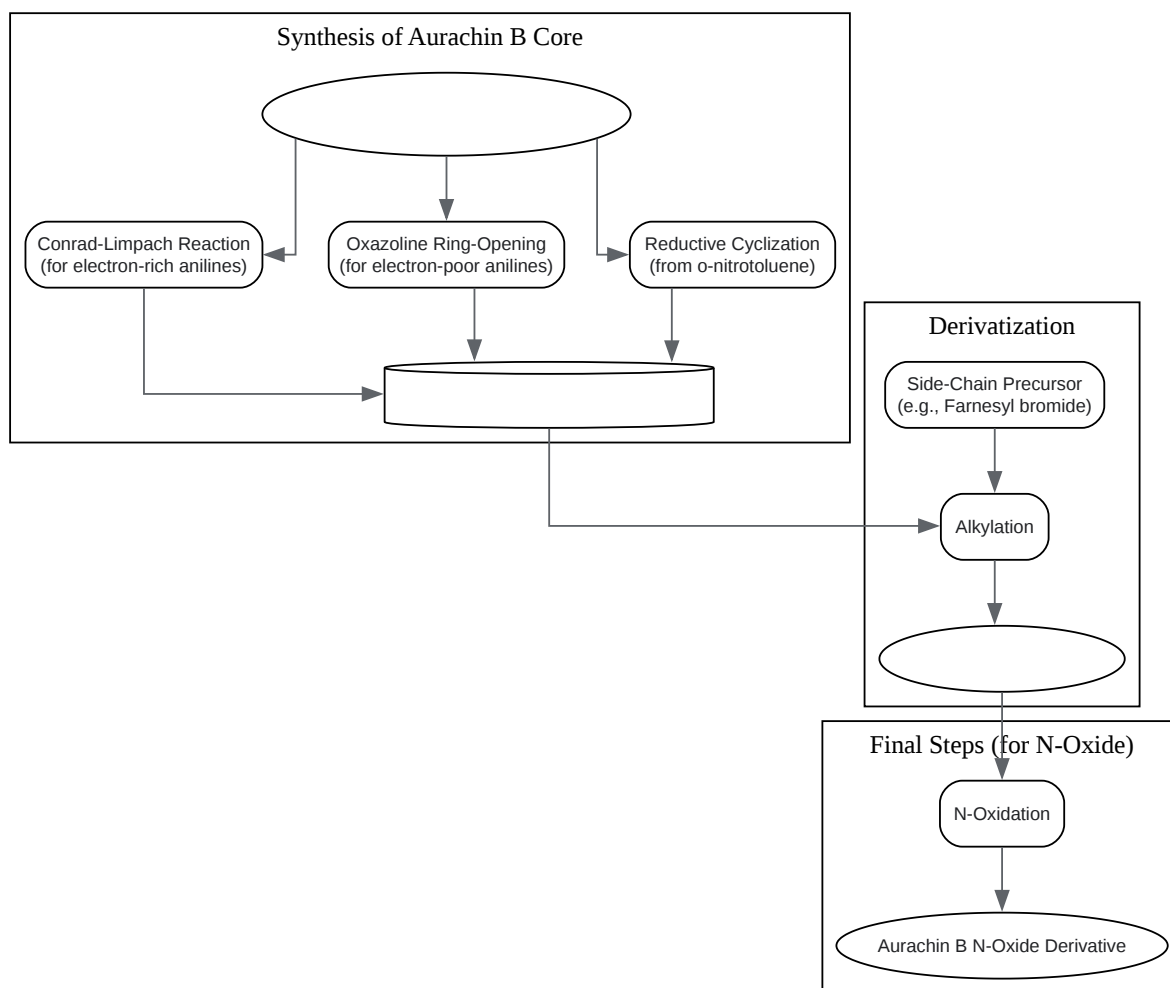 Synthesis of Aurachin B Core
Conrad-Limpach Reaction
(for electron-rich anilines)
Oxazoline Ring-Opening
(for electron-poor anilines)
Reductive Cyclization
(from o-nitrotoluene)
Derivatization
Side-Chain Precursor
(e.g., Farnesyl bromide)
Alkylation
Final Steps (for N-Oxide)
N-Oxidation
Aurachin B N-Oxide Derivative